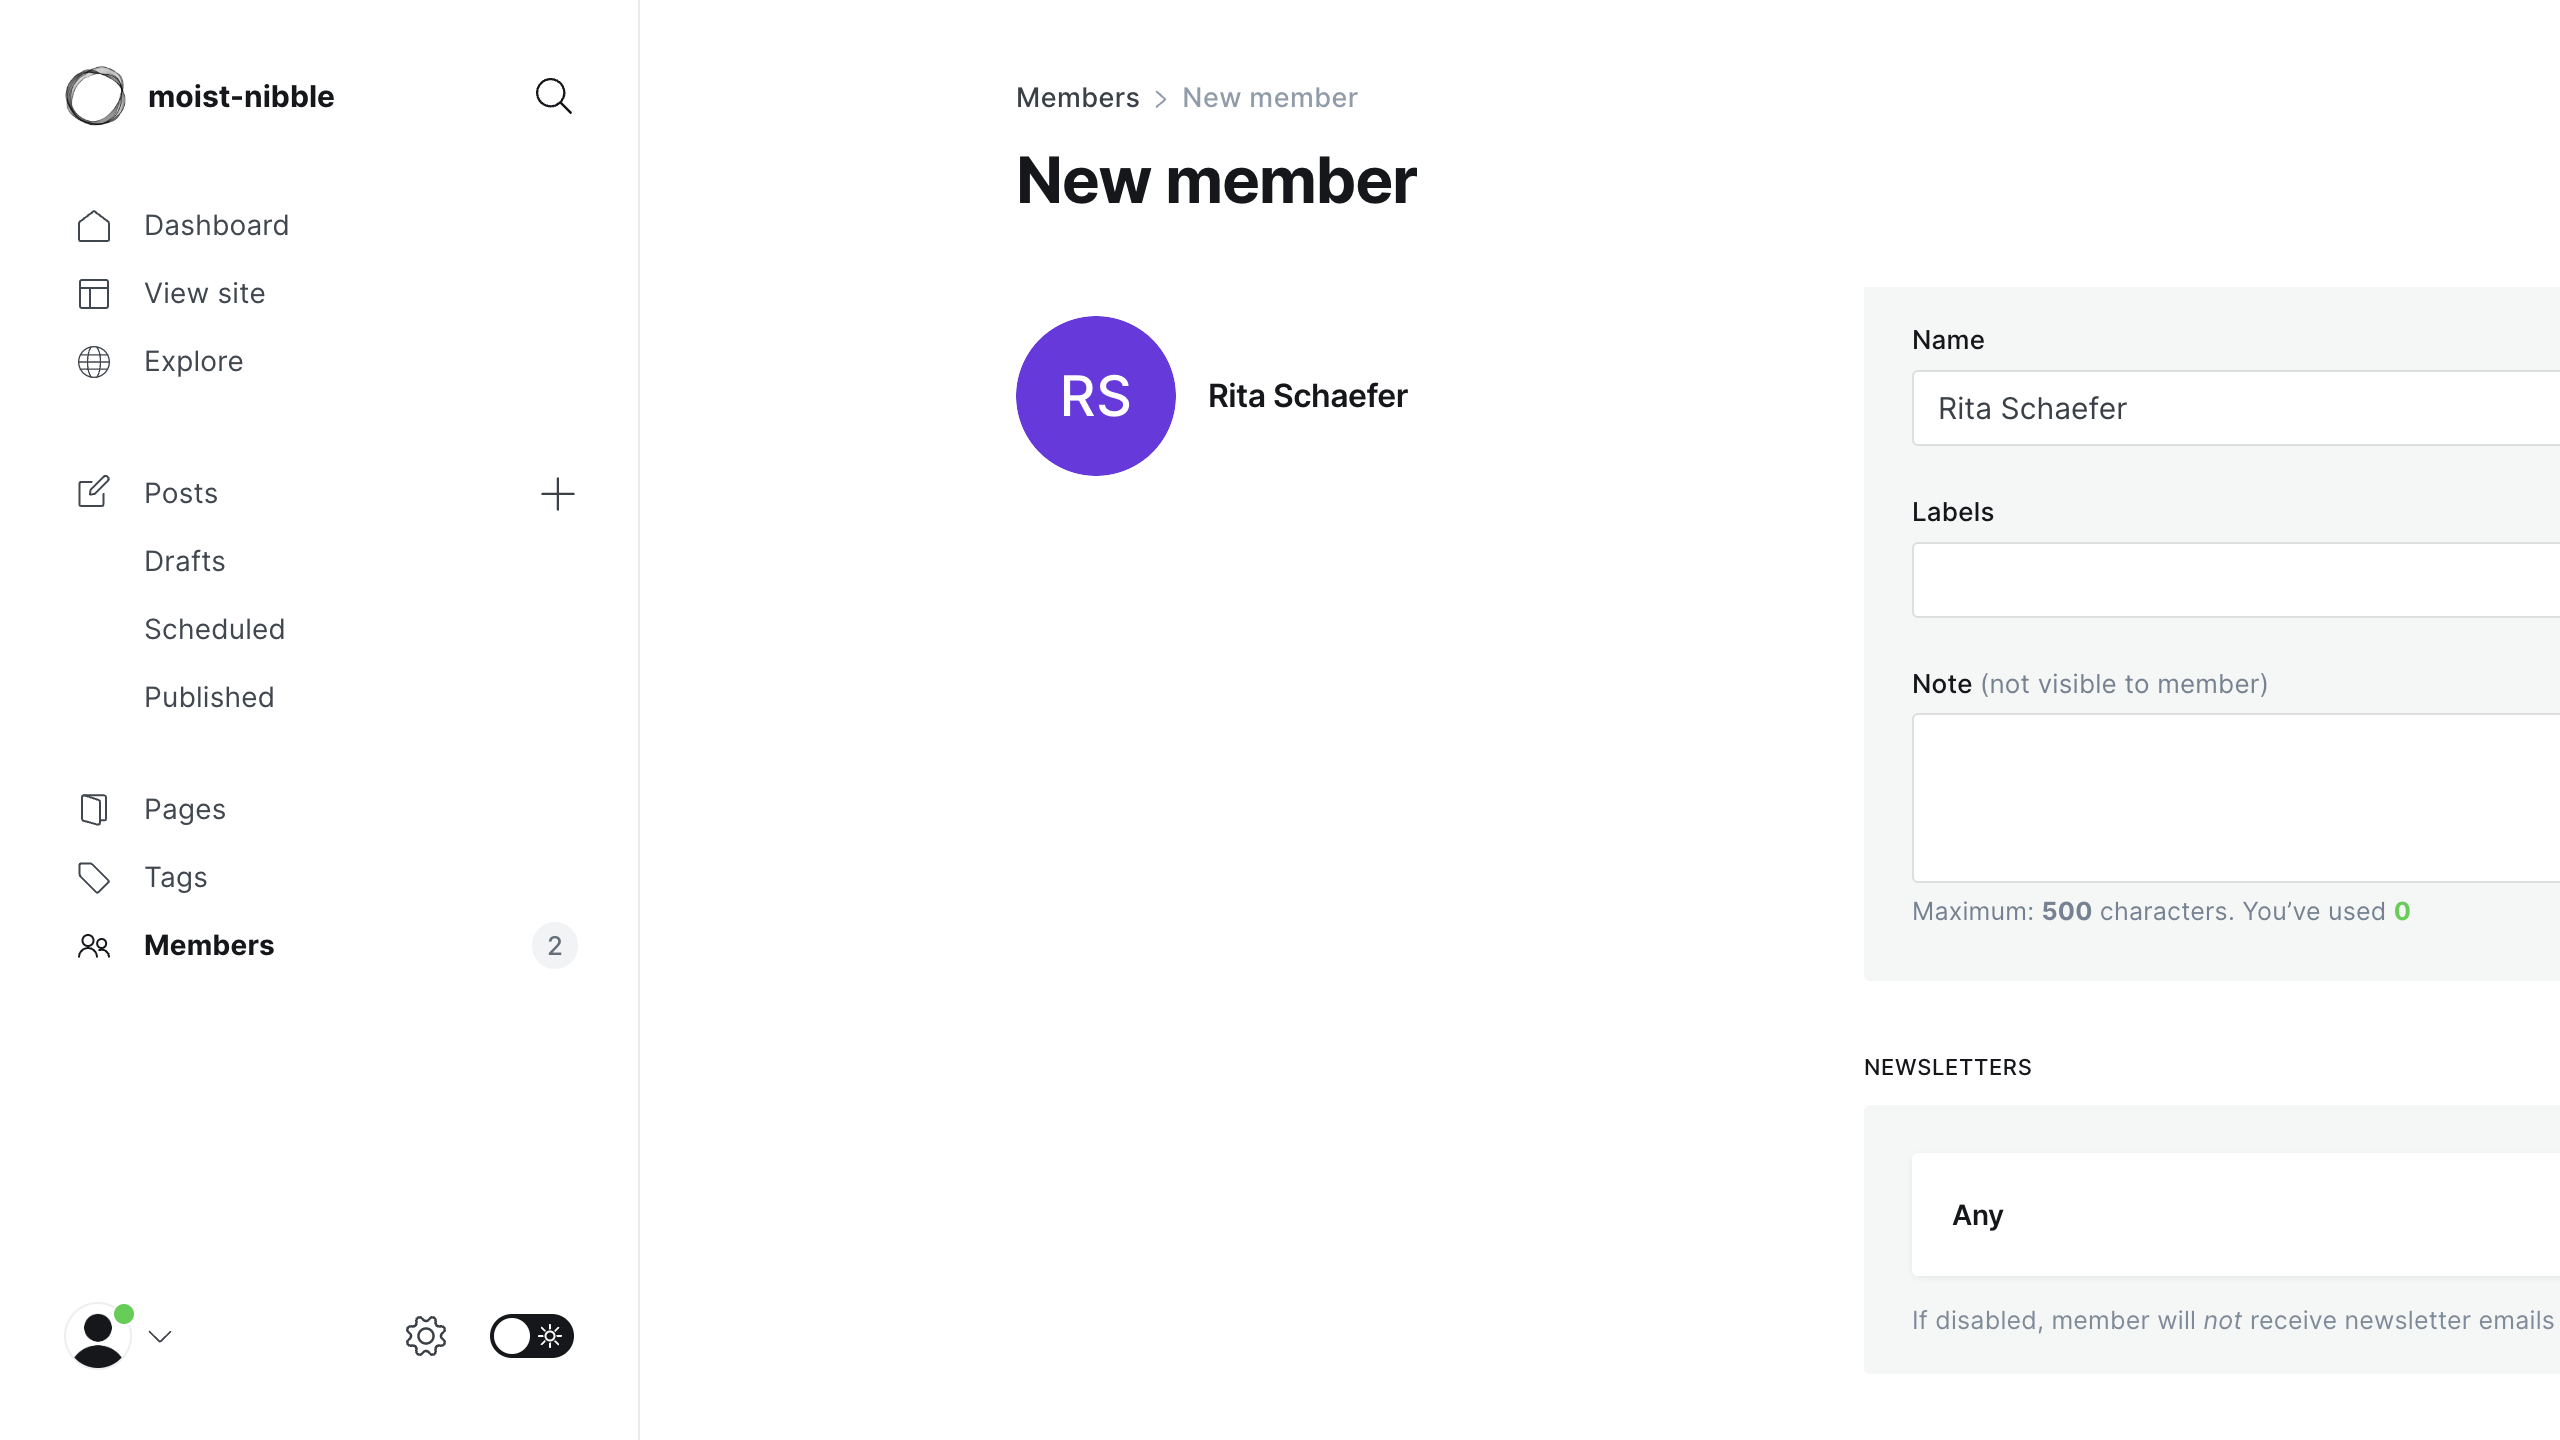 moist-nibble
Dashboard
View site
Explore
Posts
Drafts
Scheduled
Published
Pages
Tags
Members
2
Members > New member
New member
RS
Rita Schaefer
Name
Rita Schaefer
Labels
Note (not visible to member)
Maximum: 500 characters. You’ve used 0
NEWSLETTERS
Any
If disabled, member will not receive newsletter emails